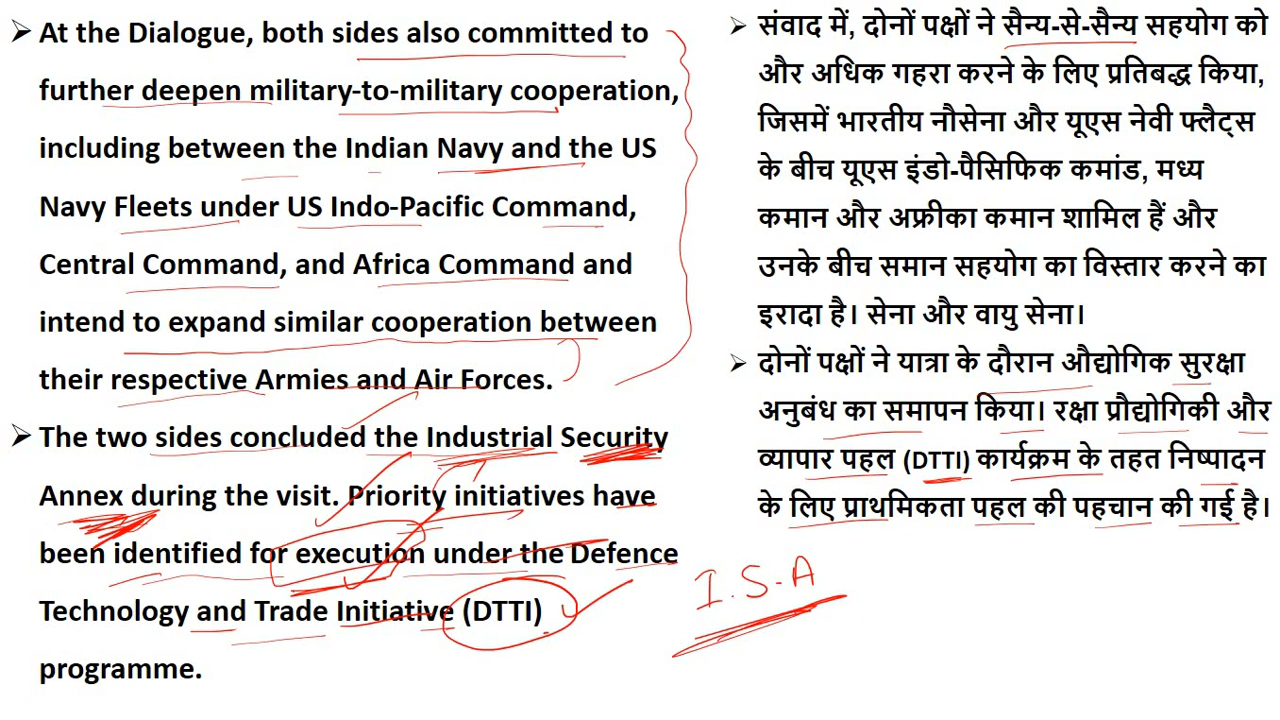 ➢ At the Dialogue, both sides also committed to
further deepen military-to-military cooperation,
including between the Indian Navy and the US
Navy Fleets under US Indo-Pacific Command,
Central Command, and Africa Command and
intend to expand similar cooperation between
their respective Armies and Air Forces.
➢ The two sides concluded the Industrial Security
Annex during the visit. Priority initiatives have
been identified for execution under the Defence
Technology and Trade Initiative (DTTI)
programme.
➢ संवाद में, दोनों पक्षों ने सैन्य-से-सैन्य सहयोग को
और अधिक गहरा करने के लिए प्रतिबद्ध किया,
जिसमें भारतीय नौसेना और यूएस नेवी फ्लैट्स
के बीच यूएस इंडो-पैसिफिक कमांड, मध्य
कमान और अफ्रीका कमान शामिल हैं और
उनके बीच समान सहयोग का विस्तार करने का
इरादा है। सेना और वायु सेना।
➢ दोनों पक्षों ने यात्रा के दौरान औद्योगिक सुरक्षा
अनुबंध का समापन किया। रक्षा प्रौद्योगिकी और
व्यापार पहल (DTTI) कार्यक्रम के तहत निष्पादन
के लिए प्राथमिकता पहल की पहचान की गई है।
I.S-A